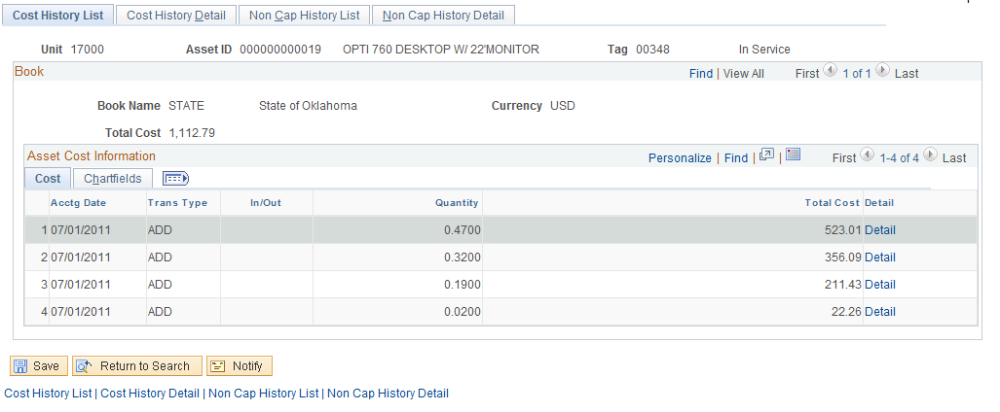 Cost History List Cost History Detail Non Cap History List Non Cap History Detail
Unit 17000 Asset ID 000000000019 OPTI 760 DESKTOP W/ 22'MONITOR Tag 00348 In Service
Book Find | View All First 1 of 1 Last
Book Name STATE State of Oklahoma Currency USD
Total Cost 1,112.79
Asset Cost Information Personalize | Find | | First 1-4 of 4 Last
Cost Chartfields
Acctg Date Trans Type In/Out Quantity Total Cost Detail
1 07/01/2011 ADD 0.4700 523.01 Detail
2 07/01/2011 ADD 0.3200 356.09 Detail
3 07/01/2011 ADD 0.1900 211.43 Detail
4 07/01/2011 ADD 0.0200 22.26 Detail
Save Return to Search Notify
Cost History List | Cost History Detail | Non Cap History List | Non Cap History Detail